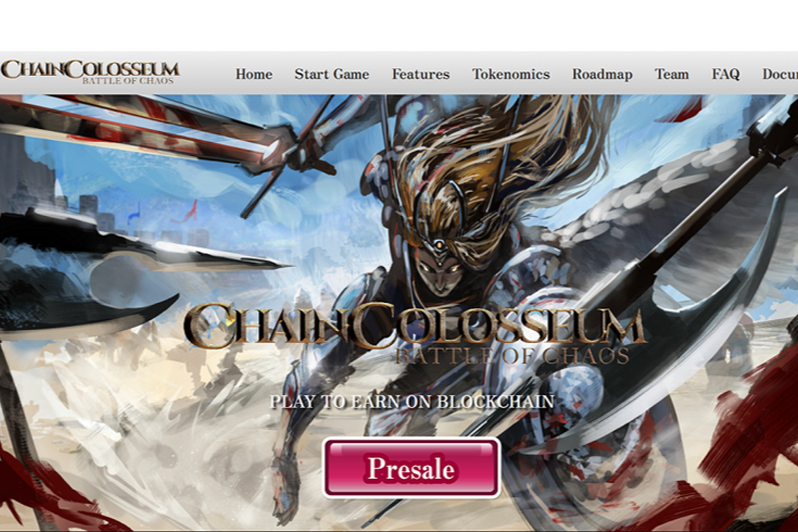 CHAINCOLOSSEUM
BATTLE OF CHAOS
Home Start Game Features Tokenomics Roadmap Team FAQ Docu
CHAINCOLOSSEUM
BATTLE OF CHAOS
PLAY TO EARN ON BLOCKCHAIN
Presale